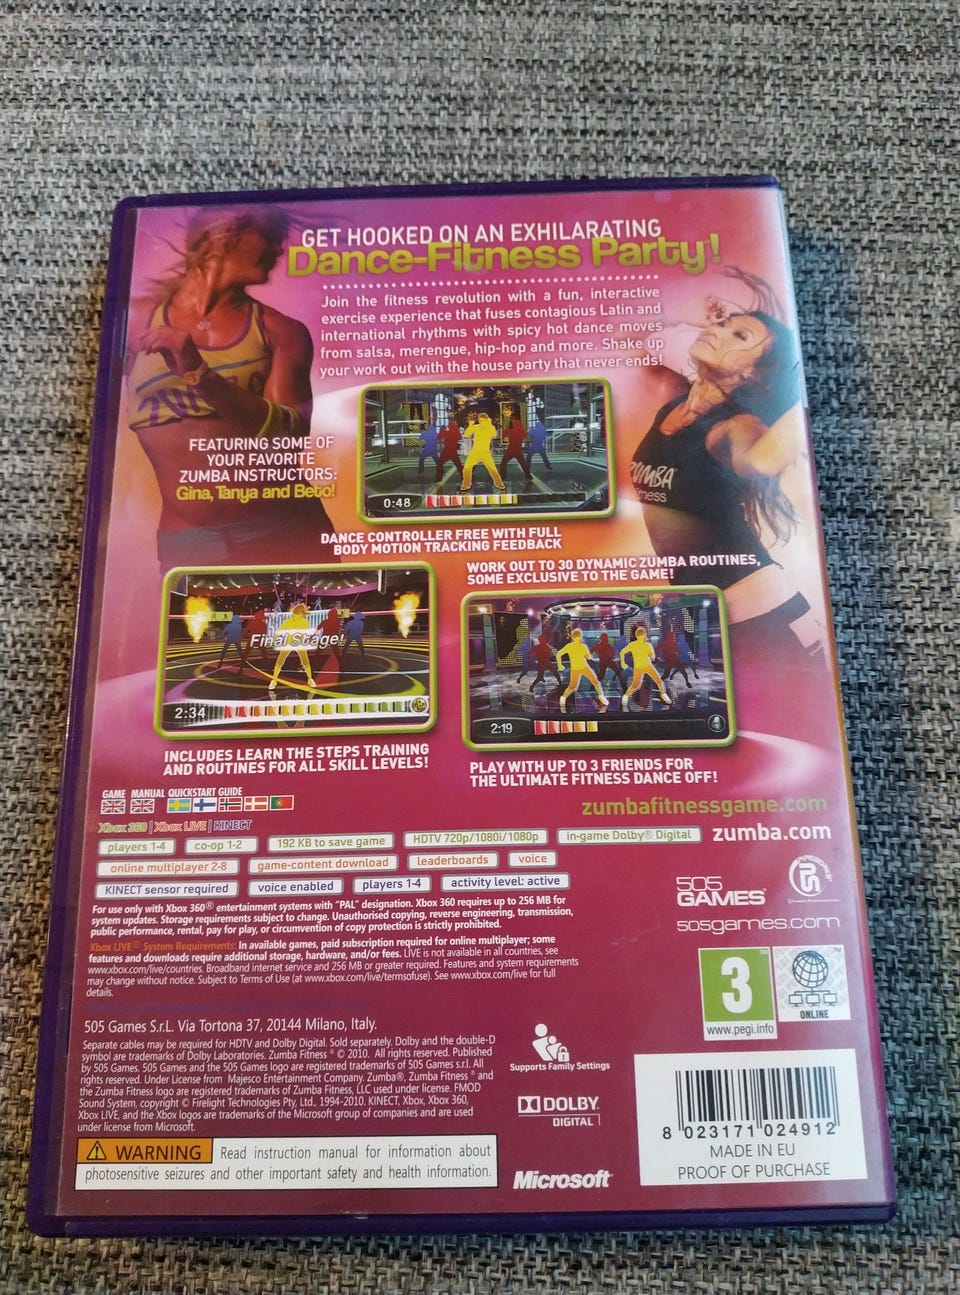 GET HOOKED ON AN EXHILARATING
Dance-Fitness Party!
Join the fitness revolution with a fun, interactive
exercise experience that fuses contagious Latin and
international rhythms with spicy hot dance moves
from salsa, merengue, hip-hop and more. Shake up
your work out with the house party that never ends!
FEATURING SOME OF
YOUR FAVORITE
ZUMBA INSTRUCTORS:
Gina, Tanya and Beto!
ZUMBA
fitness
0:48
DANCE CONTROLLER FREE WITH FULL
BODY MOTION TRACKING FEEDBACK
WORK OUT TO 30 DYNAMIC ZUMBA ROUTINES,
SOME EXCLUSIVE TO THE GAME!
Final Stage!
2:34
2:19
INCLUDES LEARN THE STEPS TRAINING
AND ROUTINES FOR ALL SKILL LEVELS!
PLAY WITH UP TO 3 FRIENDS FOR
THE ULTIMATE FITNESS DANCE OFF!
GAME MANUAL QUICKSTART GUIDE
zumbafitnessgame.com
zumba.com
Xbox 360 | Xbox LIVE | KINECT
players 1-4 co-op 1-2 192 KB to save game HDTV 720p/1080i/1080p in-game Dolby® Digital
online multiplayer 2-8 game-content download leaderboards voice
KINECT sensor required voice enabled players 1-4 activity level: active
For use only with Xbox 360® entertainment systems with "PAL" designation. Xbox 360 requires up to 256 MB for
system updates. Storage requirements subject to change. Unauthorised copying, reverse engineering, transmission,
public performance, rental, pay for play, or circumvention of copy protection is strictly prohibited.
Xbox LIVE® System Requirements: In available games, paid subscription required for online multiplayer; some
features and downloads require additional storage, hardware, and/or fees. LIVE is not available in all countries, see
www.xbox.com/live/countries. Broadband internet service and 256 MB or greater required. Features and system requirements
may change without notice. Subject to Terms of Use (at www.xbox.com/live/termsofuse). See www.xbox.com/live for full
details.
505
GAMES
505games.com
3
www.pegi.info
ONLINE
505 Games S.r.L. Via Tortona 37, 20144 Milano, Italy.
Separate cables may be required for HDTV and Dolby Digital. Sold separately. Dolby and the double-D
symbol are trademarks of Dolby Laboratories. Zumba Fitness ® © 2010. All rights reserved. Published
by 505 Games. 505 Games and the 505 Games logo are registered trademarks of 505 Games s.r.l. All
rights reserved. Under License from Majesco Entertainment Company. Zumba®, Zumba Fitness ® and
the Zumba Fitness logo are registered trademarks of Zumba Fitness, LLC used under license. FMOD
Sound System, copyright © Firelight Technologies Pty, Ltd., 1994-2010. KINECT, Xbox, Xbox 360,
Xbox LIVE, and the Xbox logos are trademarks of the Microsoft group of companies and are used
under license from Microsoft.
Supports Family Settings
DOLBY
DIGITAL
Microsoft
WARNING Read instruction manual for information about
photosensitive seizures and other important safety and health information.
8 023171 024912
MADE IN EU
PROOF OF PURCHASE